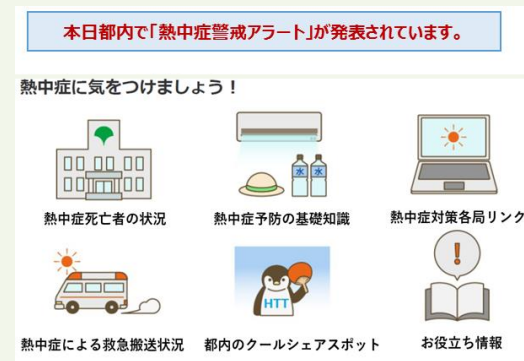 本日都内で「熱中症警戒アラート」が発表されています。
熱中症に気をつけましょう！
水 水
熱中症死亡者の状況
熱中症予防の基礎知識
熱中症対策各局リンク
HTT
熱中症による救急搬送状況
都内のクールシェアスポット
お役立ち情報